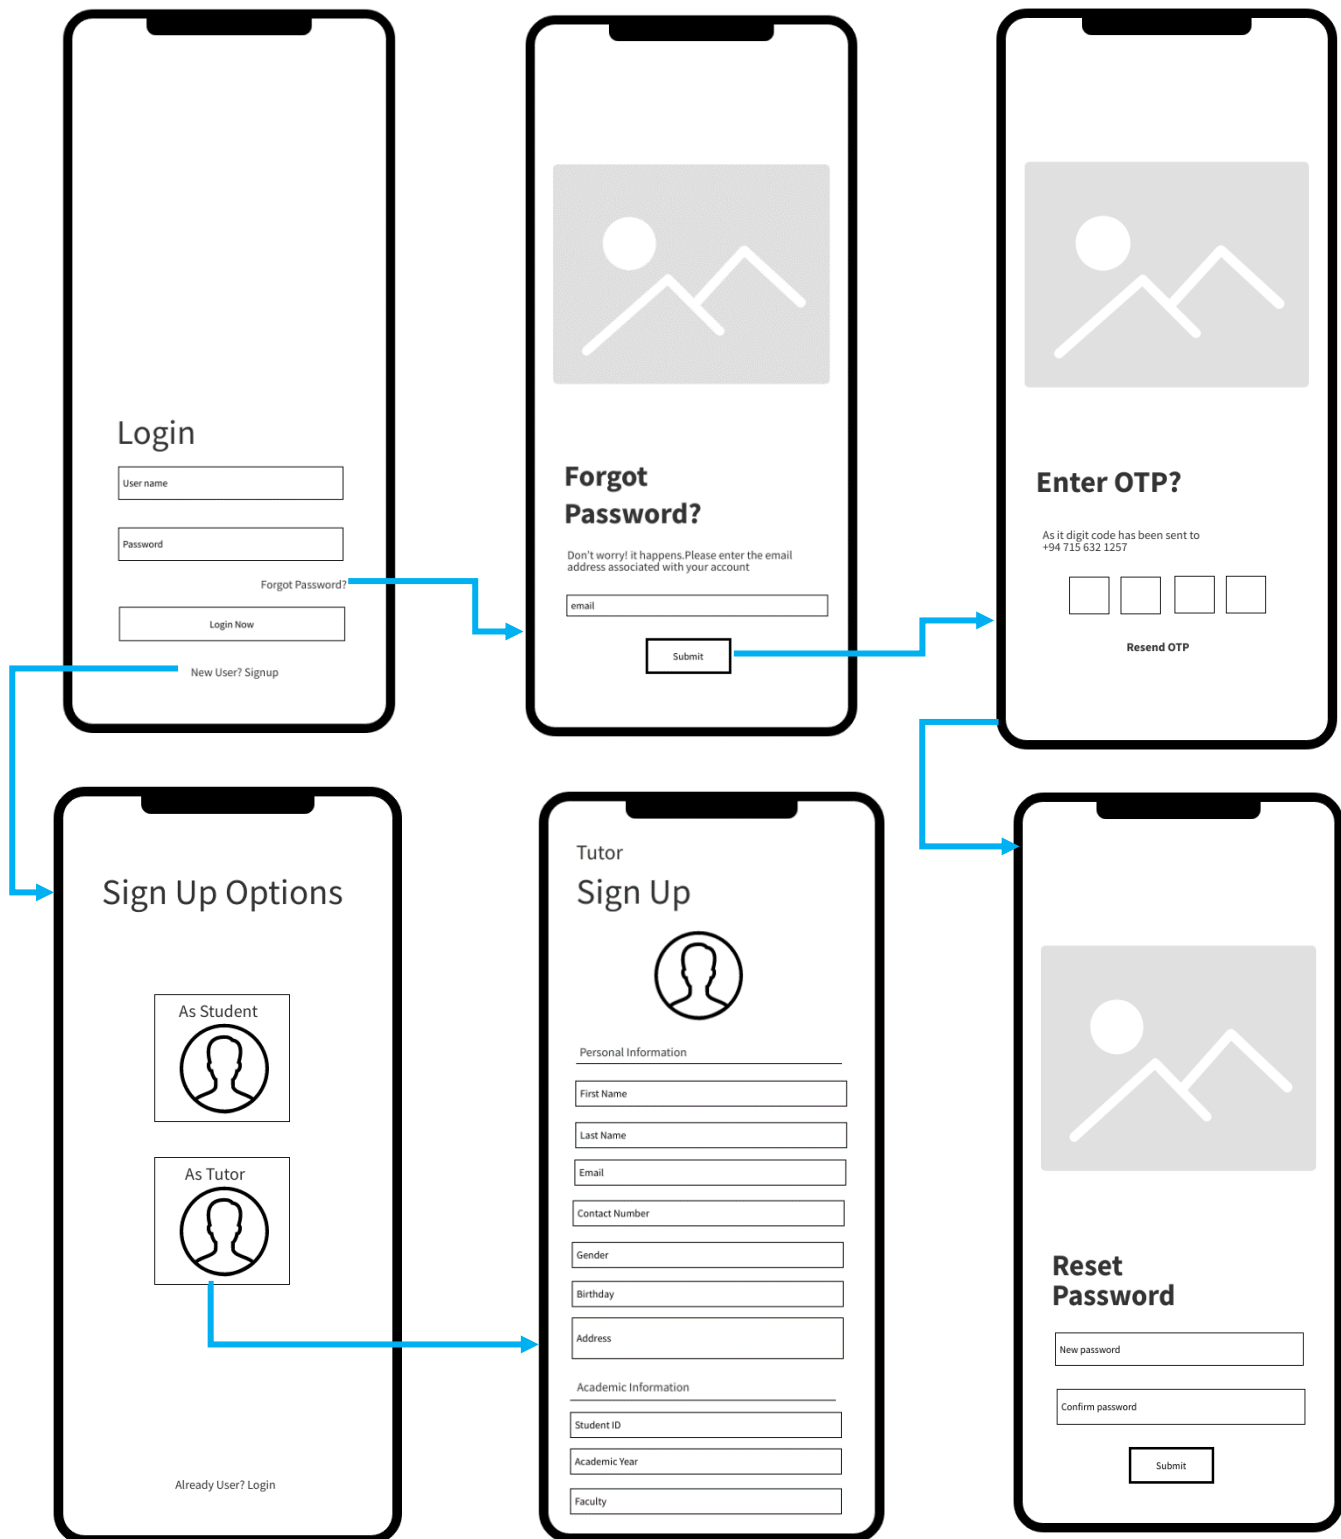 Login
User name
Password
Forgot Password?
Login Now
New User? Signup
Forgot
Password?
Don't worry! it happens.Please enter the email
address associated with your account
email
Submit
Enter OTP?
As it digit code has been sent to
+94 715 632 1257
Resend OTP
Sign Up Options
As Student
As Tutor
Already User? Login
Tutor
Sign Up
Personal Information
First Name
Last Name
Email
Contact Number
Gender
Birthday
Address
Academic Information
Student ID
Academic Year
Faculty
Reset
Password
New password
Confirm password
Submit